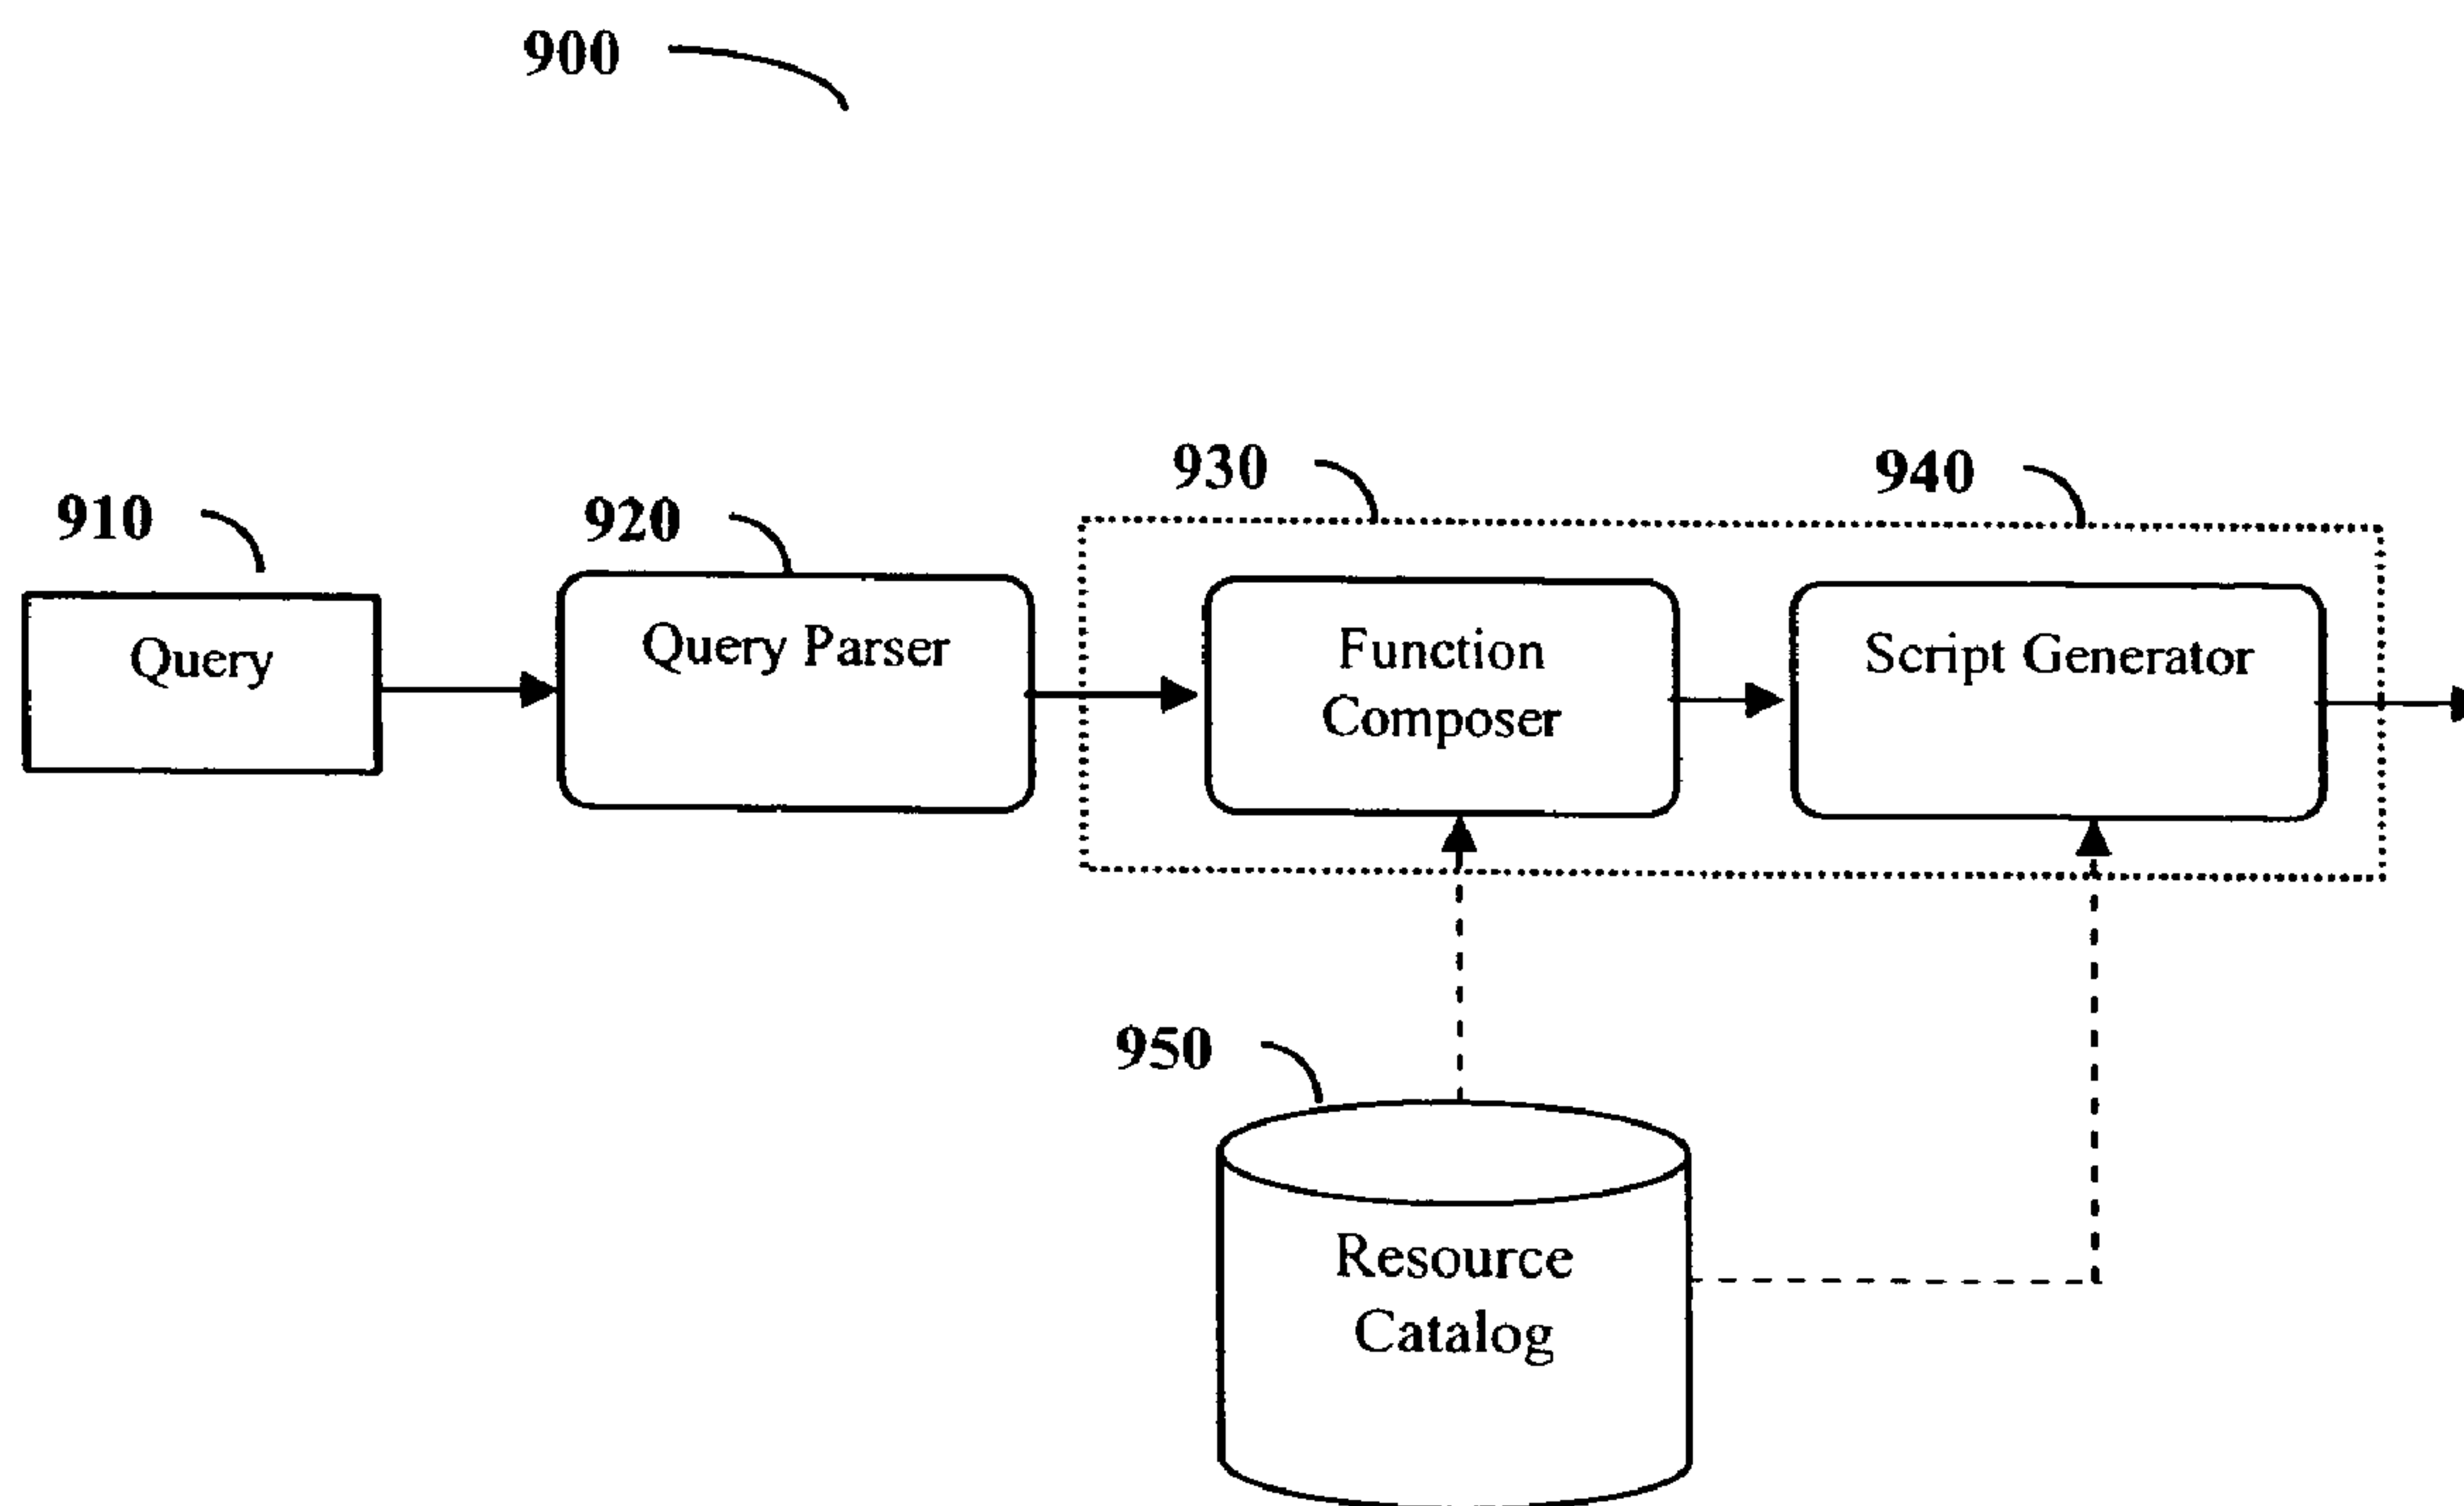 900
930
940
910
920
Query
Query Parser
Function
Composer
Script Generator
950
Resource
Catalog